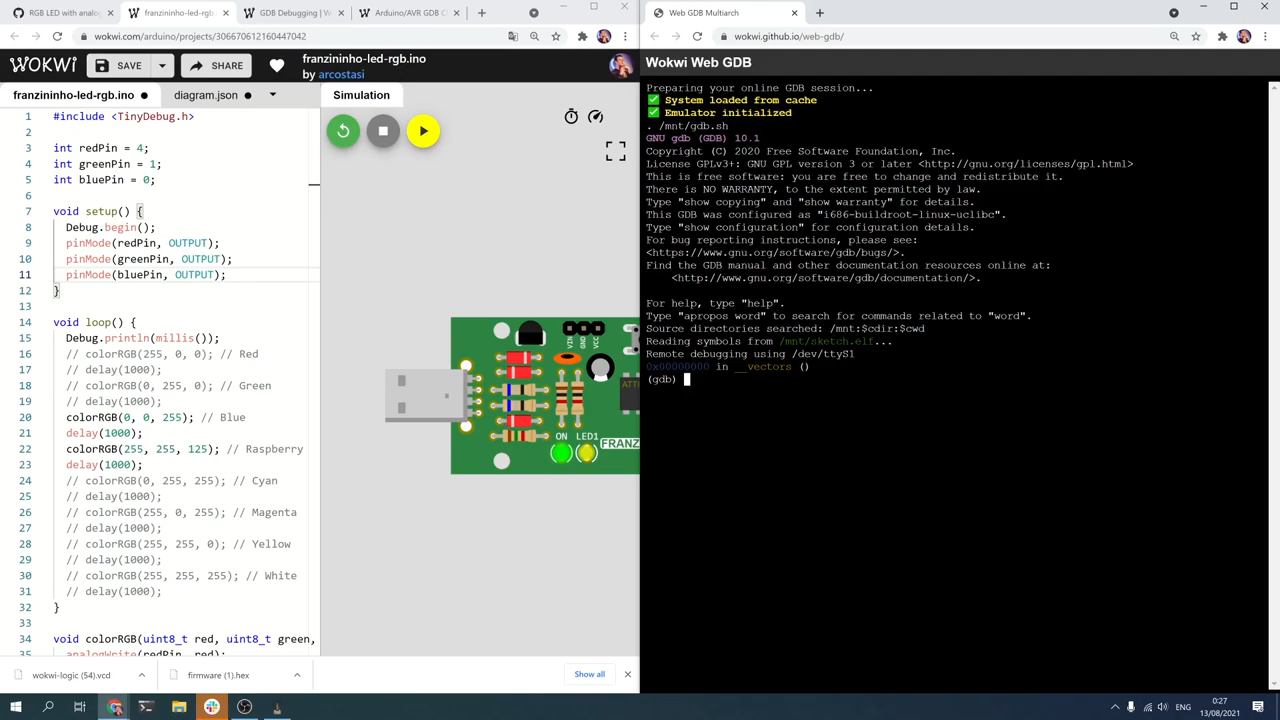 RGB LED with analog
franzininho-led-rgb.
GDB Debugging | W
Arduino/AVR GDB C
wokwi.com/arduino/projects/306670612160447042
WOKWI
SAVE
SHARE
franzininho-led-rgb.ino
by arcostasi
franzininho-led-rgb.ino
diagram.json
1 #include <TinyDebug.h>
2
3 int redPin = 4;
4 int greenPin = 1;
5 int bluePin = 0;
6
7 void setup() {
8 Debug.begin();
9 pinMode(redPin, OUTPUT);
10 pinMode(greenPin, OUTPUT);
11 pinMode(bluePin, OUTPUT);
12 }
13
14 void loop() {
15 Debug.println(millis());
16 // colorRGB(255, 0, 0); // Red
17 // delay(1000);
18 // colorRGB(0, 255, 0); // Green
19 // delay(1000);
20 colorRGB(0, 0, 255); // Blue
21 delay(1000);
22 colorRGB(255, 255, 125); // Raspberry
23 delay(1000);
24 // colorRGB(0, 255, 255); // Cyan
25 // delay(1000);
26 // colorRGB(255, 0, 255); // Magenta
27 // delay(1000);
28 // colorRGB(255, 255, 0); // Yellow
29 // delay(1000);
30 // colorRGB(255, 255, 255); // White
31 // delay(1000);
32 }
33
34 void colorRGB(uint8_t red, uint8_t green,
35 analogWrite(redPin, red);
Simulation
VIN
GND
VCC
ATTI
ON
LED1
FRANZ
Web GDB Multiarch
wokwi.github.io/web-gdb/
Wokwi Web GDB
Preparing your online GDB session...
✅ System loaded from cache
✅ Emulator initialized
. /mnt/gdb.sh
GNU gdb (GDB) 10.1
Copyright (C) 2020 Free Software Foundation, Inc.
License GPLv3+: GNU GPL version 3 or later <http://gnu.org/licenses/gpl.html>
This is free software: you are free to change and redistribute it.
There is NO WARRANTY, to the extent permitted by law.
Type "show copying" and "show warranty" for details.
This GDB was configured as "i686-buildroot-linux-uclibc".
Type "show configuration" for configuration details.
For bug reporting instructions, please see:
<https://www.gnu.org/software/gdb/bugs/>.
Find the GDB manual and other documentation resources online at:
<http://www.gnu.org/software/gdb/documentation/>.
For help, type "help".
Type "apropos word" to search for commands related to "word".
Source directories searched: /mnt:$cdir:$cwd
Reading symbols from /mnt/sketch.elf...
Remote debugging using /dev/ttyS1
0x00000000 in __vectors ()
(gdb)
wokwi-logic (54).vcd
firmware (1).hex
Show all
ENG
0:27
13/08/2021